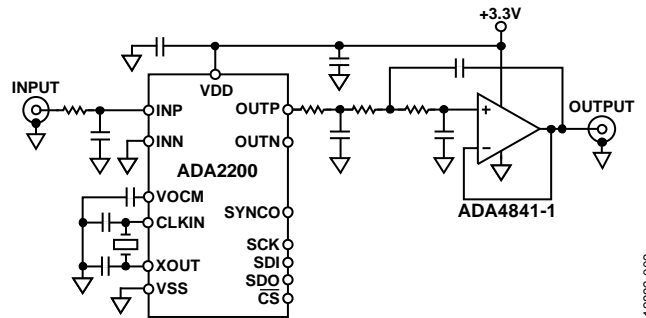 +3.3V
INPUT
VDD
INP
OUTP
OUTPUT
INN
OUTN
ADA2200
VOCM
SYNCO
CLKIN
ADA4841-1
SCK
SDI
XOUT
SDO
VSS
CS
+
−